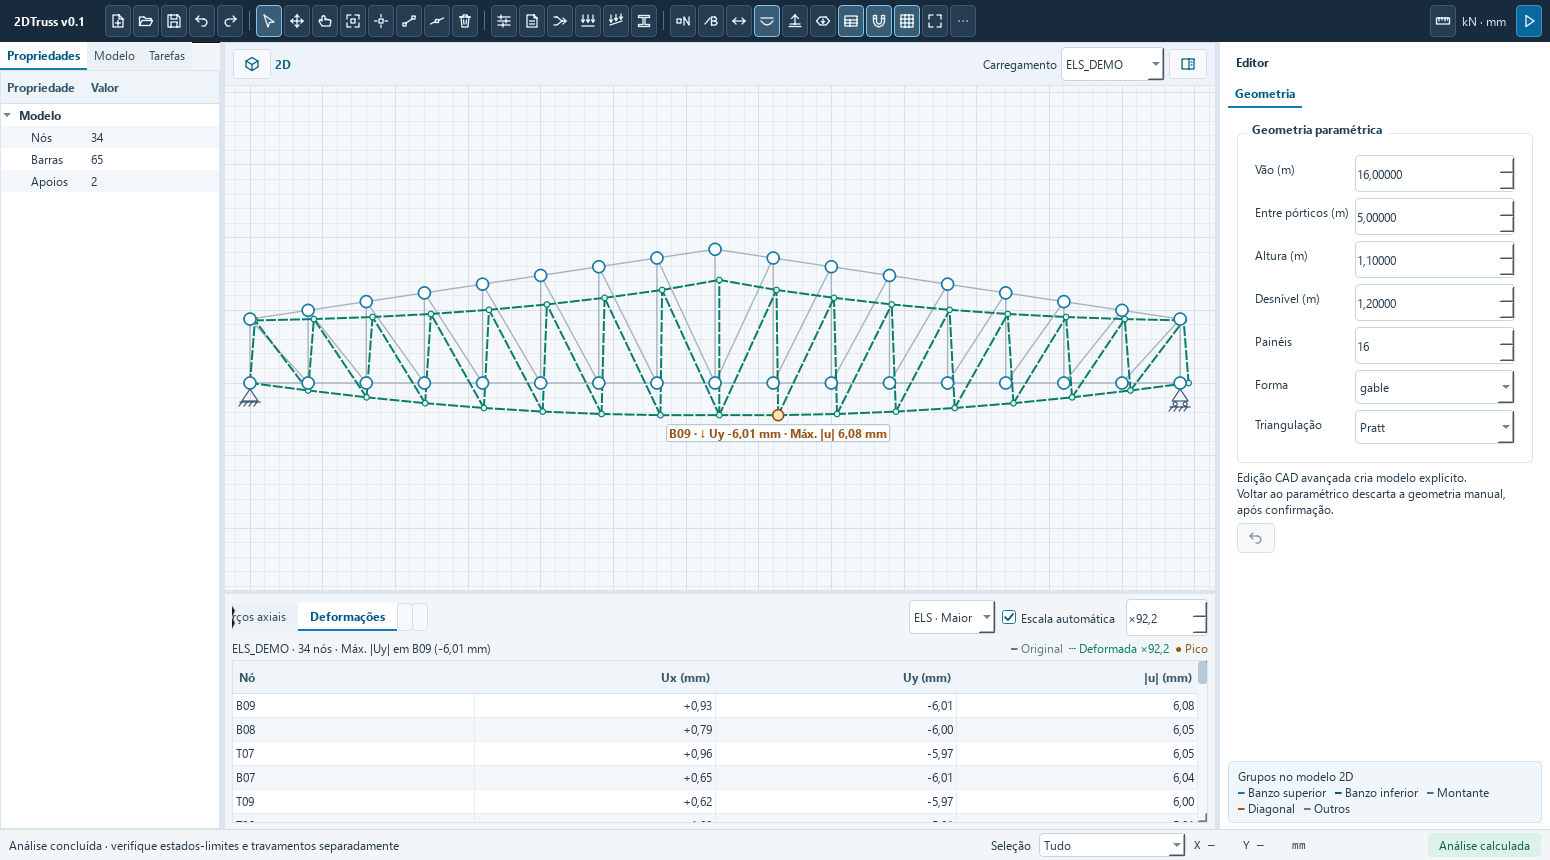 2DTruss v0.1
N
B
kN · mm
Propriedades Modelo Tarefas
Propriedade Valor
Modelo
Nós 34
Barras 65
Apoios 2
2D
Carregamento ELS_DEMO
B09 · ↓ Uy -6,01 mm · Máx. |u| 6,08 mm
rços axiais Deformações
ELS · Maior Escala automática ×92,2
ELS_DEMO · 34 nós · Máx. |Uy| em B09 (-6,01 mm)
Original Deformada ×92,2 Pico
Nó Ux (mm) Uy (mm) |u| (mm)
B09 +0,93 -6,01 6,08
B08 +0,79 -6,00 6,05
T07 +0,96 -5,97 6,05
B07 +0,65 -6,01 6,04
T09 +0,62 -5,97 6,00
Editor
Geometria
Geometria paramétrica
Vão (m) 16,00000
Entre pórticos (m) 5,00000
Altura (m) 1,10000
Desnível (m) 1,20000
Painéis 16
Forma gable
Triangulação Pratt
Edição CAD avançada cria modelo explícito.
Voltar ao paramétrico descarta a geometria manual,
após confirmação.
Grupos no modelo 2D
Banzo superior Banzo inferior Montante
Diagonal Outros
Análise concluída · verifique estados-limites e travamentos separadamente
Seleção Tudo X — Y — mm
Análise calculada